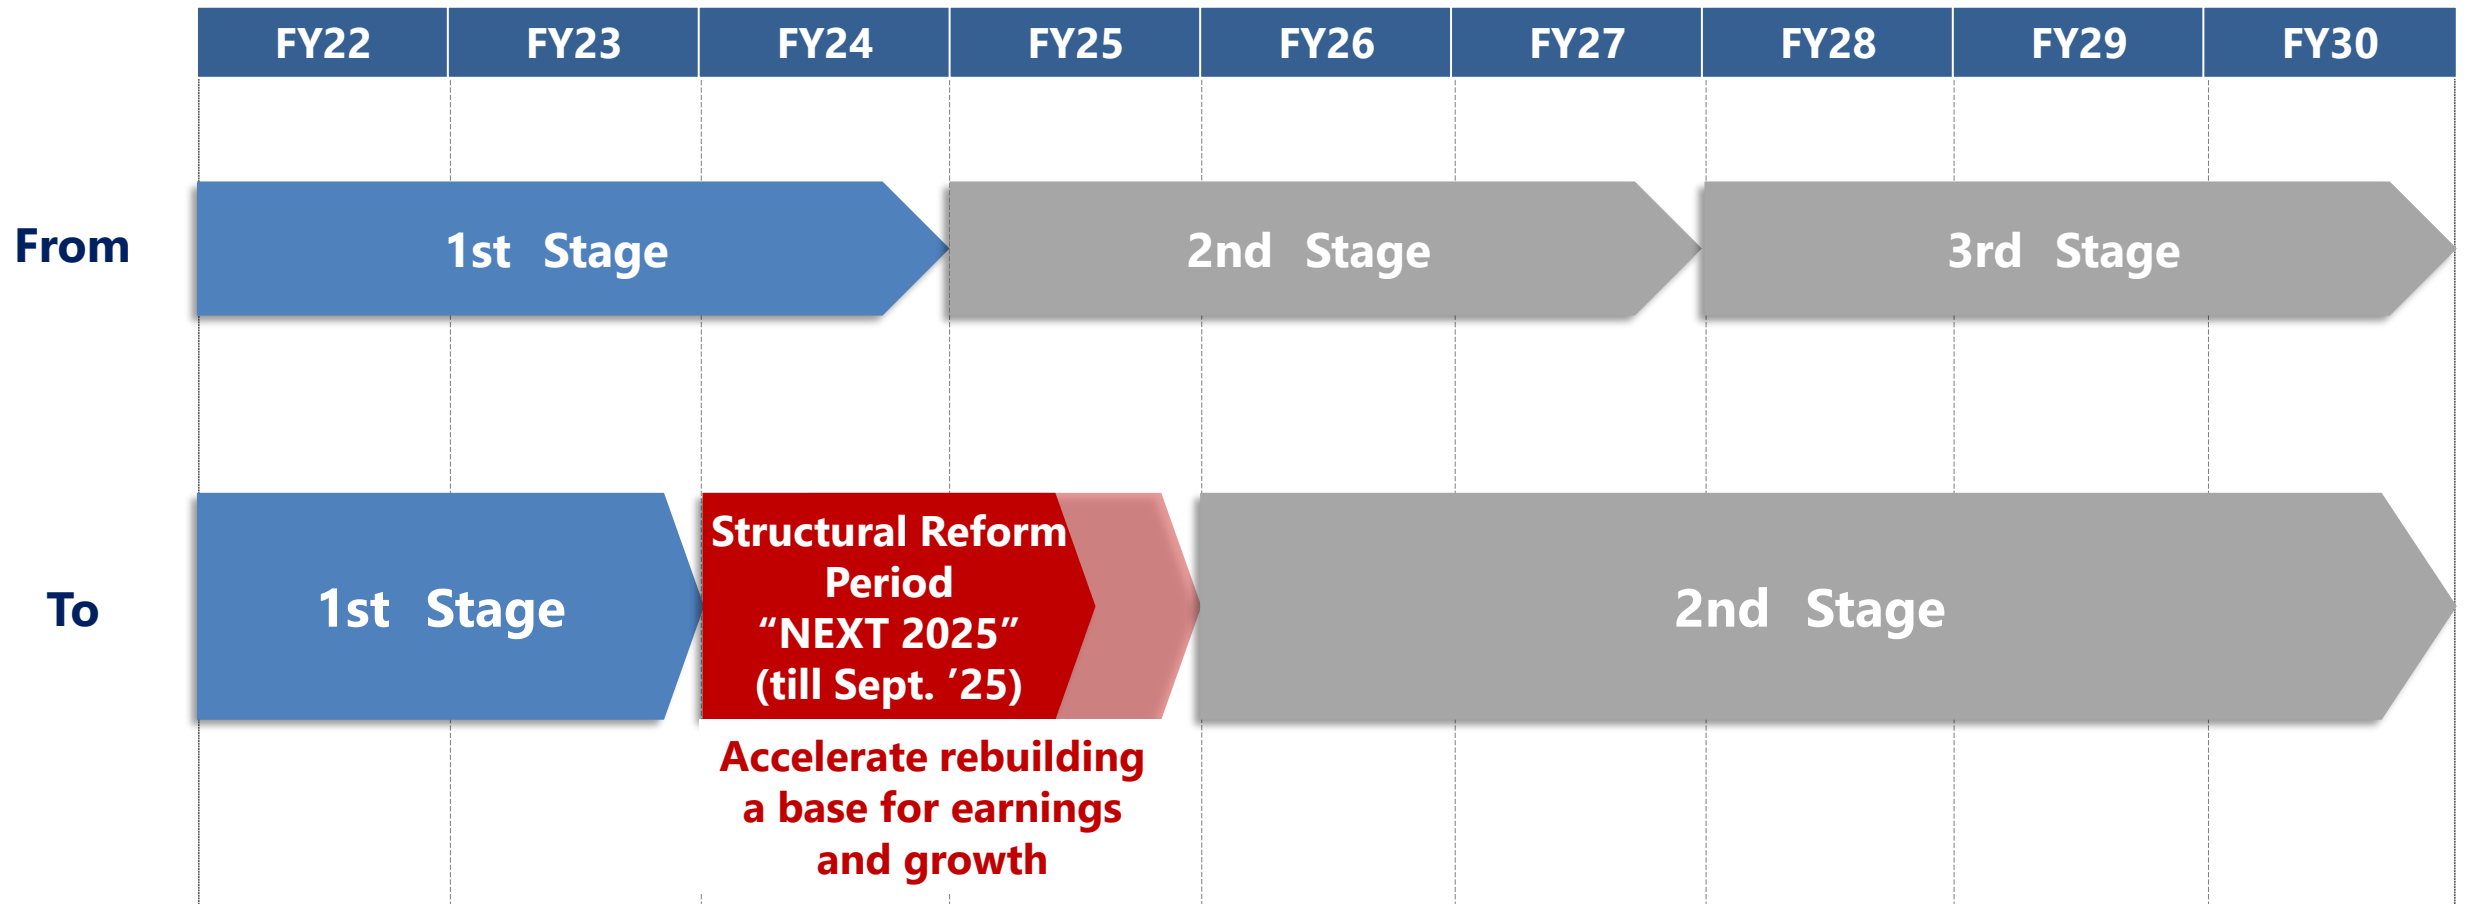 FY22 FY23 FY24 FY25 FY26 FY27 FY28 FY29 FY30
From
1st Stage
2nd Stage
3rd Stage
To
1st Stage
Structural Reform
Period
“NEXT 2025”
(till Sept. ’25)
2nd Stage
Accelerate rebuilding
a base for earnings
and growth